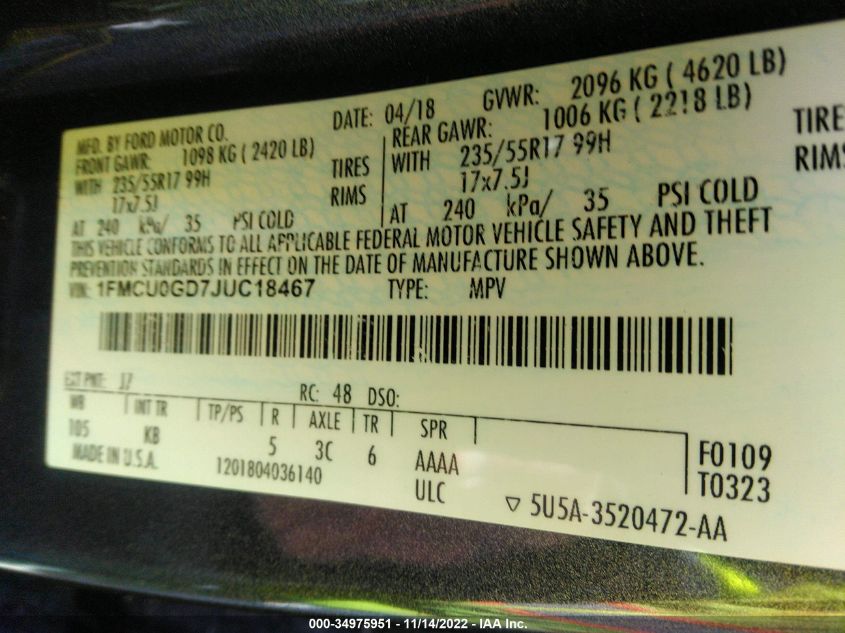 MFD. BY FORD MOTOR CO. DATE: 04/18 GVWR: 2096 KG ( 4620 LB)
FRONT GAWR: 1098 KG ( 2420 LB) REAR GAWR: 1006 KG ( 2218 LB)
WITH 235/55R17 99H TIRES WITH 235/55R17 99H TIRE
17x7.5J RIMS 17x7.5J RIMS
AT 240 kPa/ 35 PSI COLD AT 240 kPa/ 35 PSI COLD
THIS VEHICLE CONFORMS TO ALL APPLICABLE FEDERAL MOTOR VEHICLE SAFETY AND THEFT
PREVENTION STANDARDS IN EFFECT ON THE DATE OF MANUFACTURE SHOWN ABOVE.
VIN: 1FMCU0GD7JUC18467 TYPE: MPV
EXT PNT: J7 RC: 48 DSO:
WB INT TR TP/PS R AXLE TR SPR
105 KB 5 3C 6 AAAA F0109
MADE IN U.S.A. 1201804036140 ULC T0323
▽ 5U5A-3520472-AA
000-34975951 - 11/14/2022 - IAA Inc.